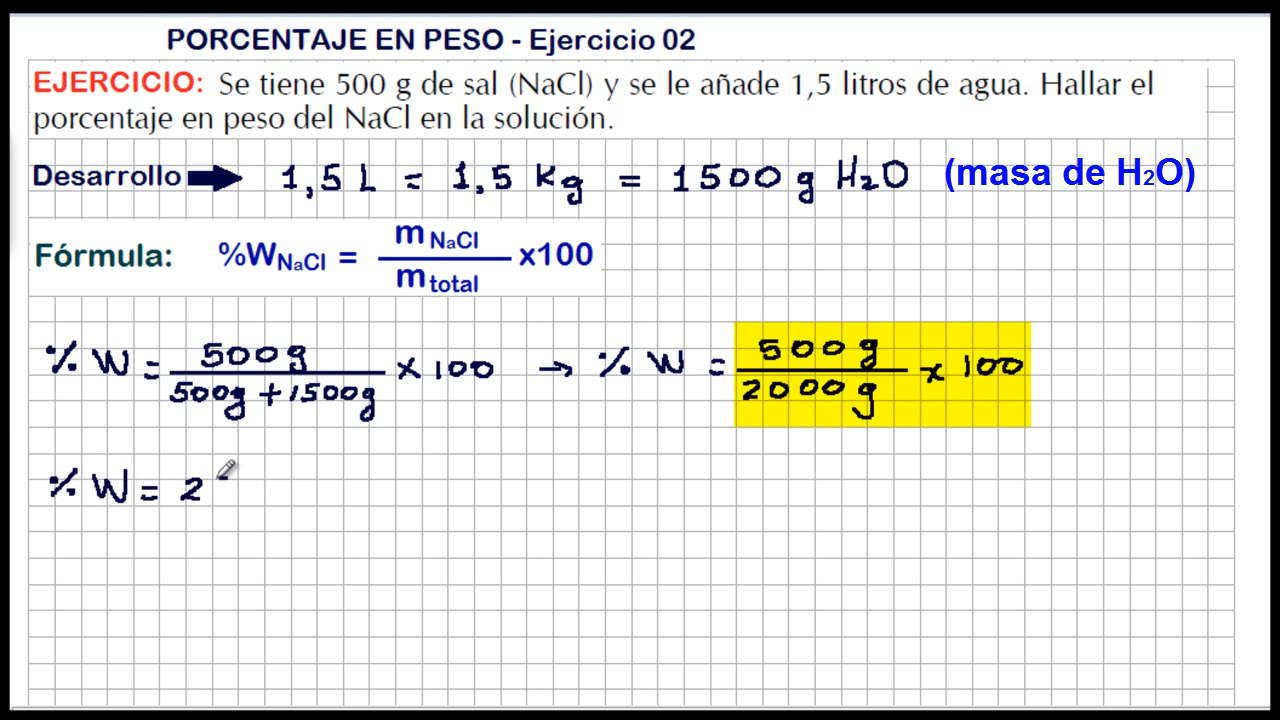 PORCENTAJE EN PESO - Ejercicio 02
EJERCICIO: Se tiene 500 g de sal (NaCl) y se le añade 1,5 litros de agua. Hallar el
porcentaje en peso del NaCl en la solución.
Desarrollo 1,5 L = 1,5 Kg = 1500 g H2O (masa de H2O)
Fórmula: %WNaCl = mNaCl / mtotal x100
% W = 500g / 500g + 1500g x 100 → % W = 500g / 2000g x 100
% W = 2